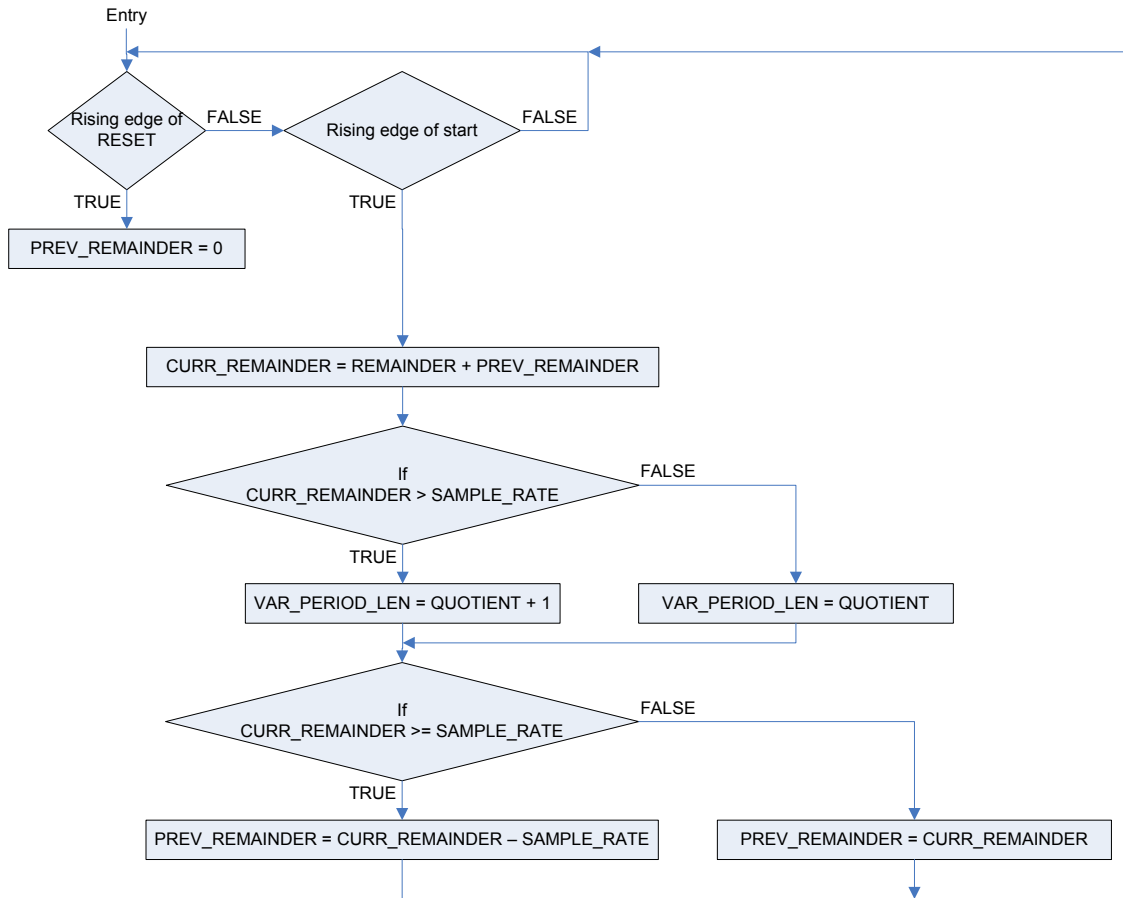 Entry
Rising edge of
RESET
FALSE
Rising edge of start
FALSE
TRUE
TRUE
PREV_REMAINDER = 0
CURR_REMAINDER = REMAINDER + PREV_REMAINDER
If
CURR_REMAINDER > SAMPLE_RATE
FALSE
TRUE
VAR_PERIOD_LEN = QUOTIENT + 1
VAR_PERIOD_LEN = QUOTIENT
If
CURR_REMAINDER >= SAMPLE_RATE
FALSE
TRUE
PREV_REMAINDER = CURR_REMAINDER – SAMPLE_RATE
PREV_REMAINDER = CURR_REMAINDER